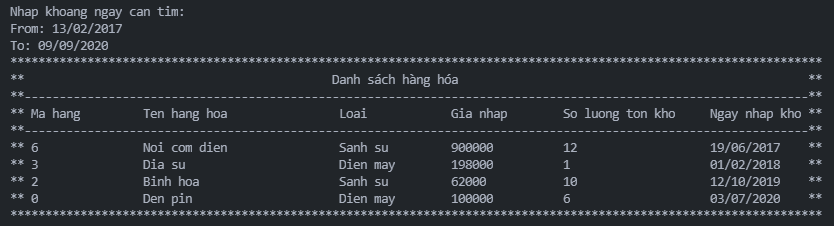 Nhap khoang ngay can tim:
From: 13/02/2017
To: 09/09/2020
********************************************************************************************************************
** Danh sách hàng hóa **
**----------------------------------------------------------------------------------------------------------------**
** Ma hang Ten hang hoa Loai Gia nhap So luong ton kho Ngay nhap kho **
**----------------------------------------------------------------------------------------------------------------**
** 6 Noi com dien Sanh su 900000 12 19/06/2017 **
** 3 Dia su Dien may 198000 1 01/02/2018 **
** 2 Binh hoa Sanh su 62000 10 12/10/2019 **
** 0 Den pin Dien may 100000 6 03/07/2020 **
********************************************************************************************************************